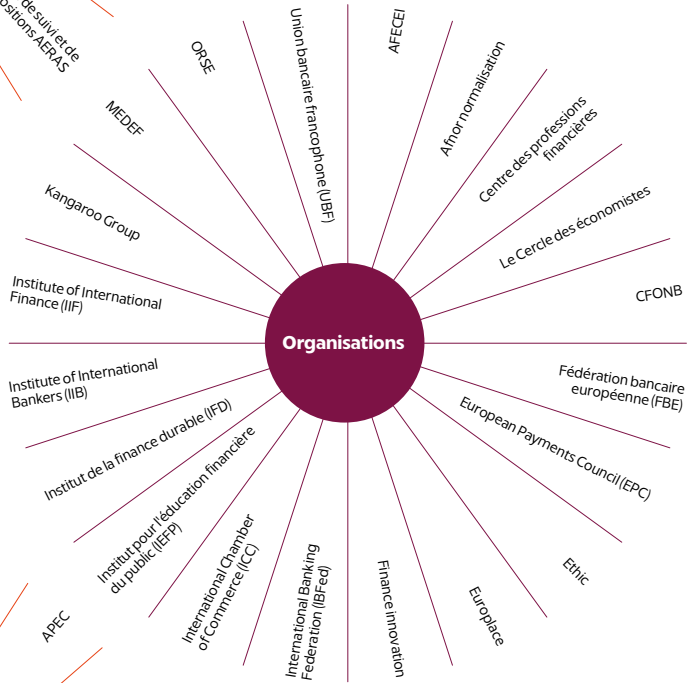 de suivi et de
AERAS
Organisations
AFECEI
Afnor normalisation
Centre des professions
financières
Le Cercle des économistes
CFONB
Fédération bancaire
européenne (FBE)
European Payments Council (EPC)
Ethic
Europlace
Finance innovation
International Banking
Federation (IBFed)
International Chamber
of Commerce (ICC)
Institut pour l'éducation financière
du public (IEFP)
Institut de la finance durable (IFD)
Institute of International
Bankers (IIB)
Institute of International
Finance (IIF)
Kangaroo Group
MEDEF
ORSE
Union bancaire francophone (UBF)
APEC